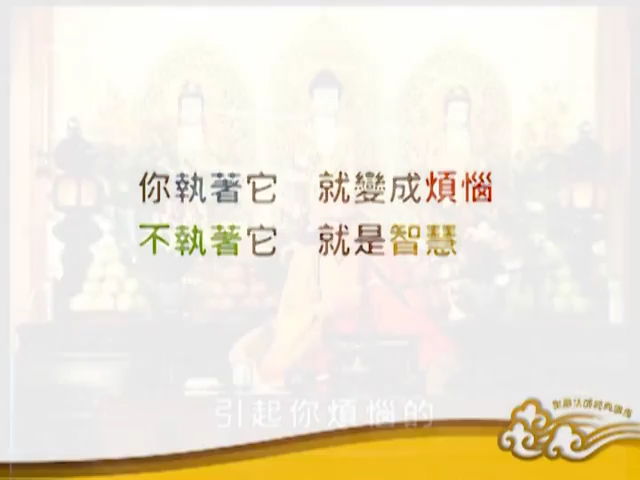 你執著它　就變成煩惱
不執著它　就是智慧
引起你煩惱的